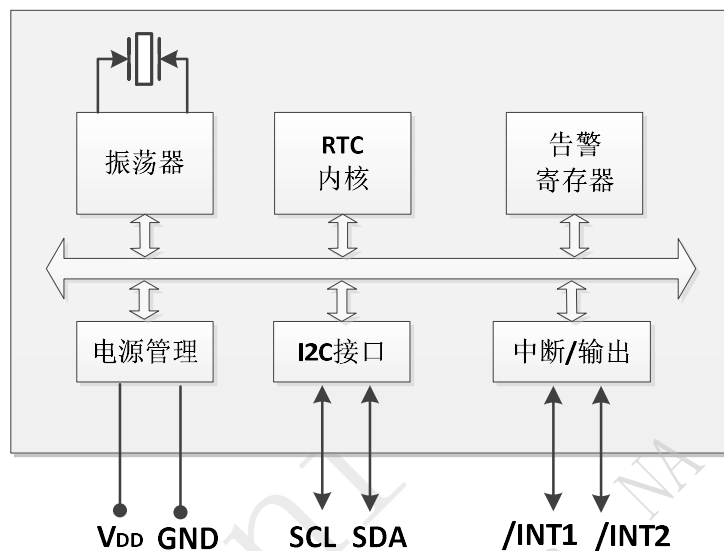 振荡器
RTC
内核
告警
寄存器
电源管理
I2C接口
中断/输出
VDD GND SCL SDA /INT1 /INT2
NA